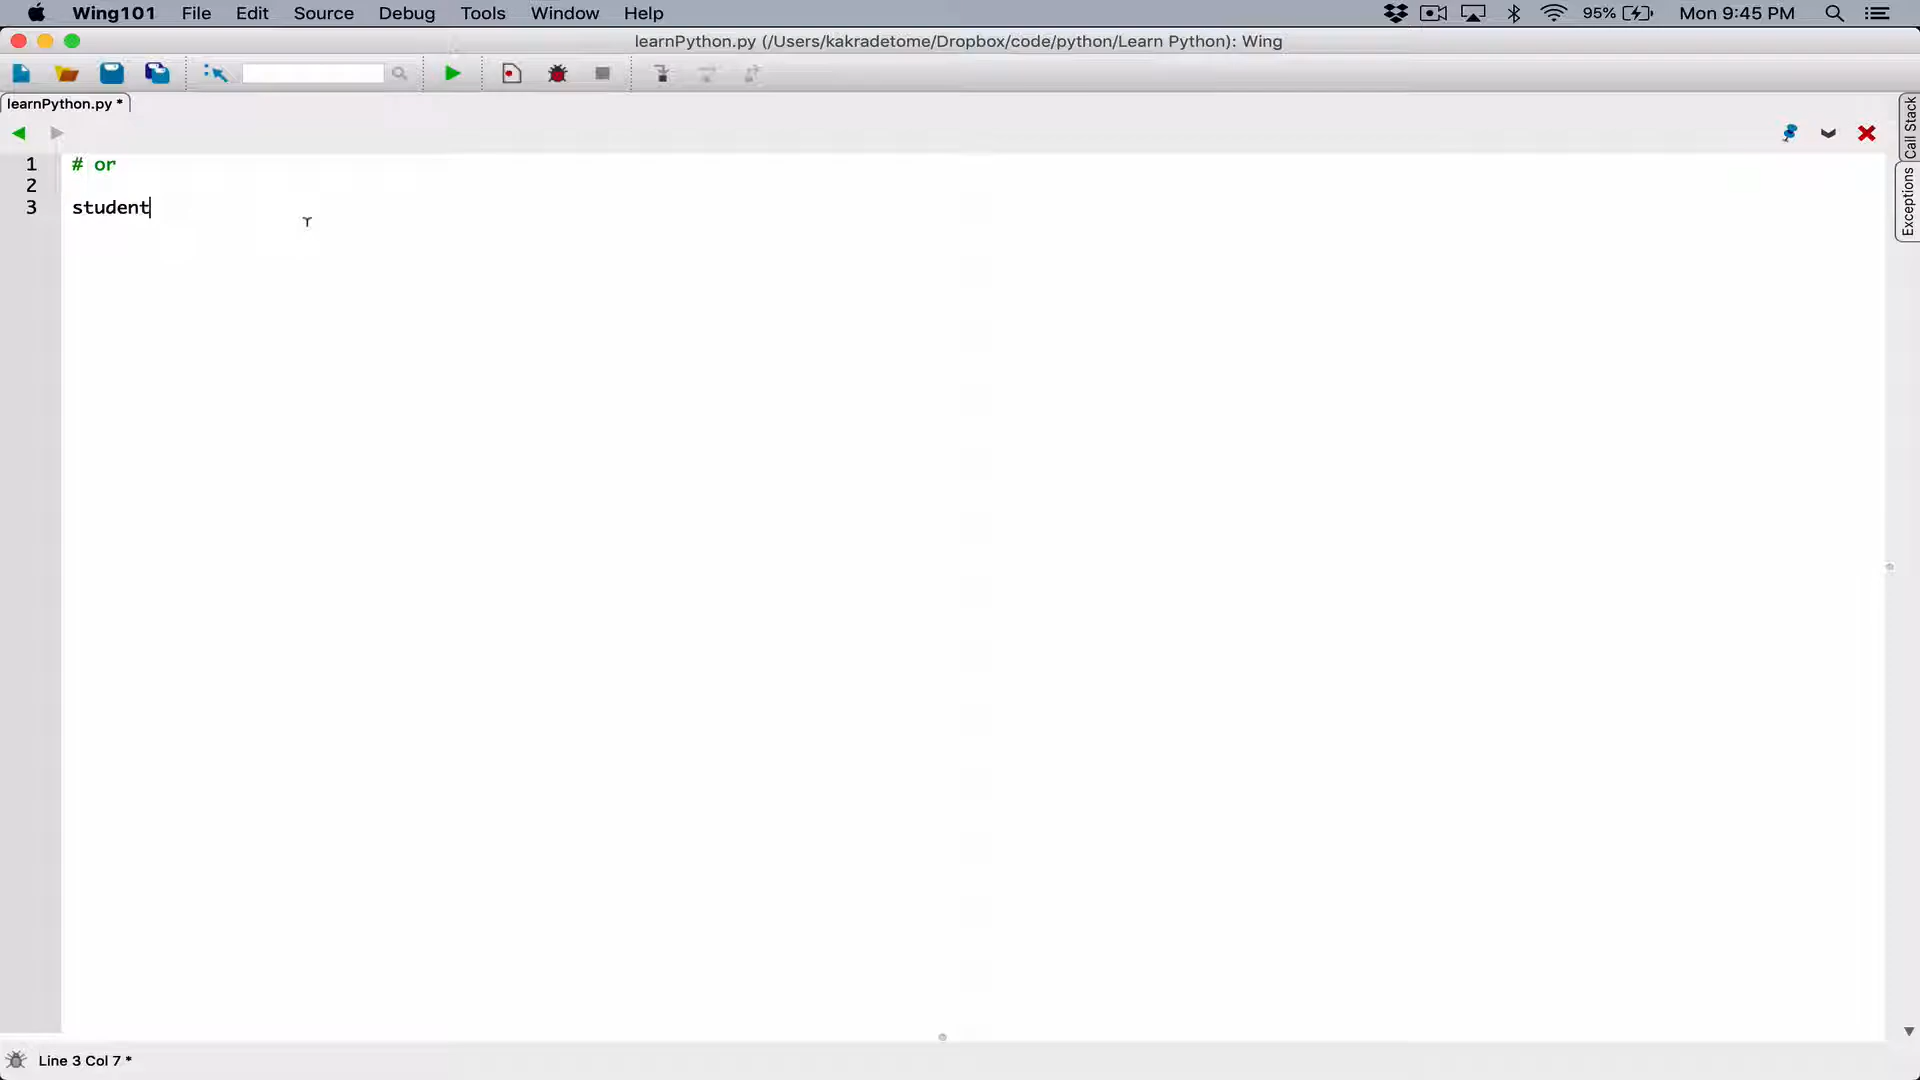 Wing101 File Edit Source Debug Tools Window Help 95% Mon 9:45 PM
learnPython.py (/Users/kakradetome/Dropbox/code/python/Learn Python): Wing
learnPython.py *
Call Stack
Exceptions
1 # or
2
3 student
Line 3 Col 7 *